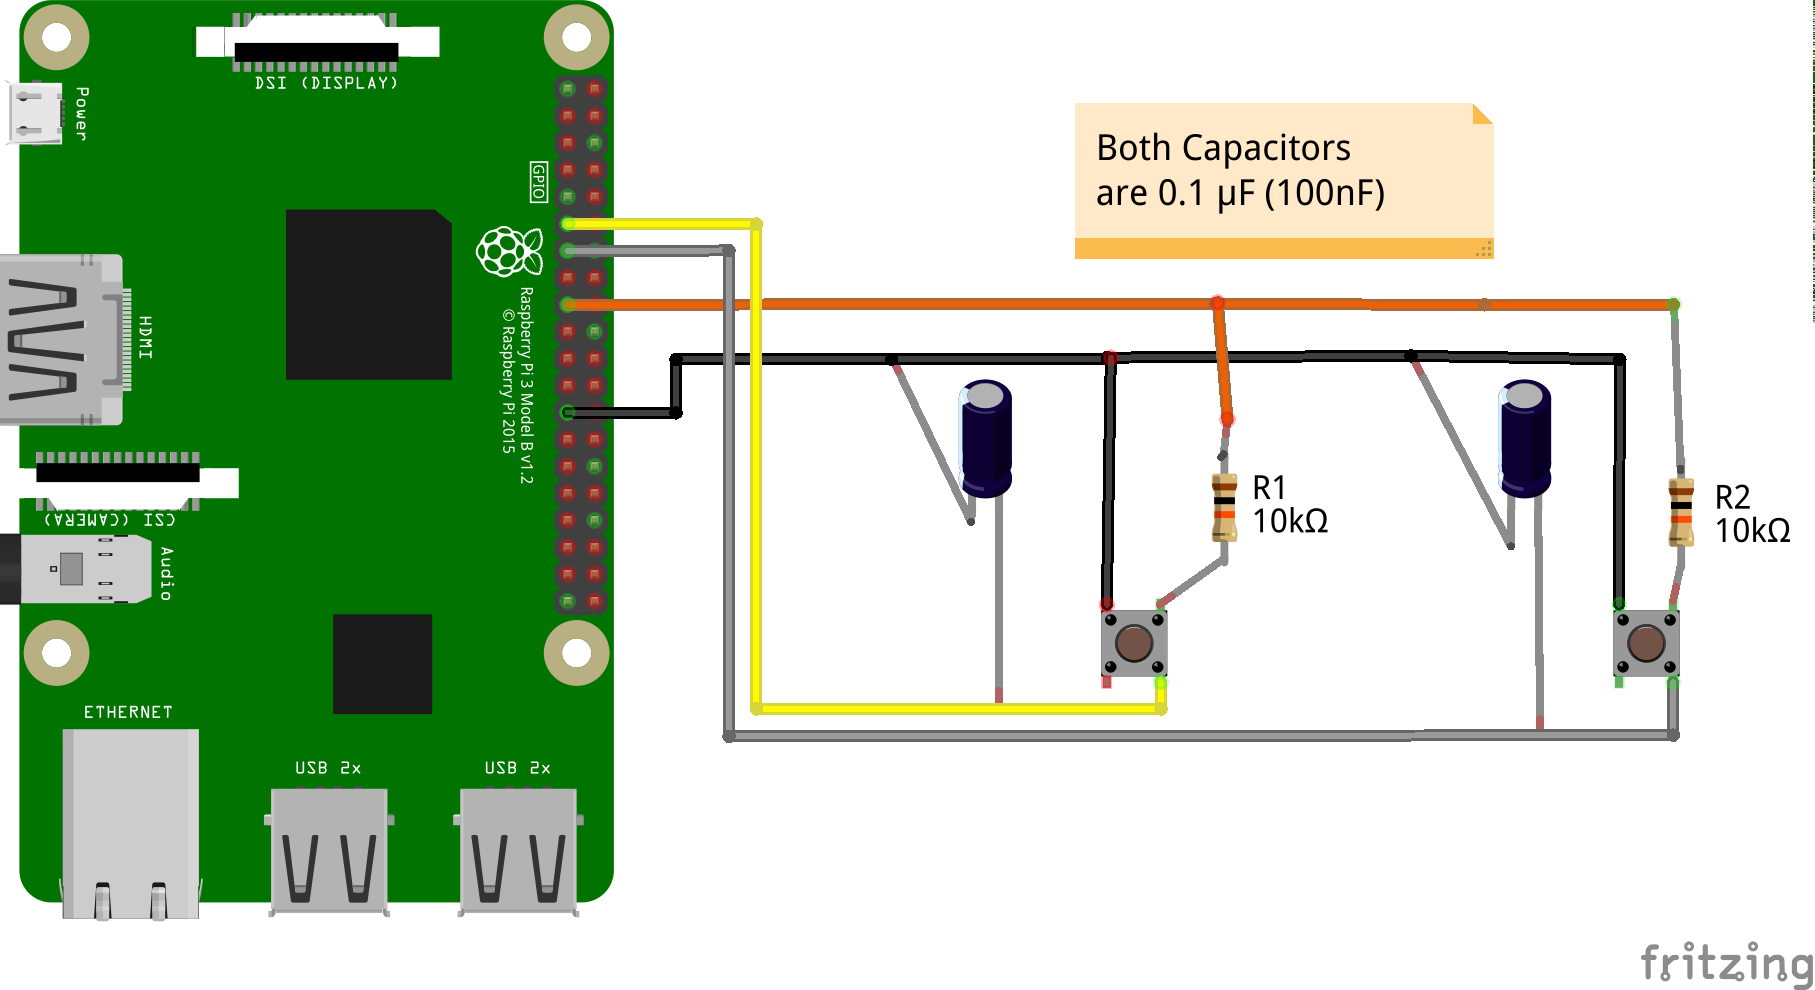 DSI (DISPLAY)
Power
GPIO
Both Capacitors
are 0.1 µF (100nF)
HDMI
Raspberry Pi 3 Model B v1.2
© Raspberry Pi 2015
R1
10kΩ
R2
10kΩ
CSI (CAMERA)
Audio
ETHERNET
USB 2x
USB 2x
fritzing